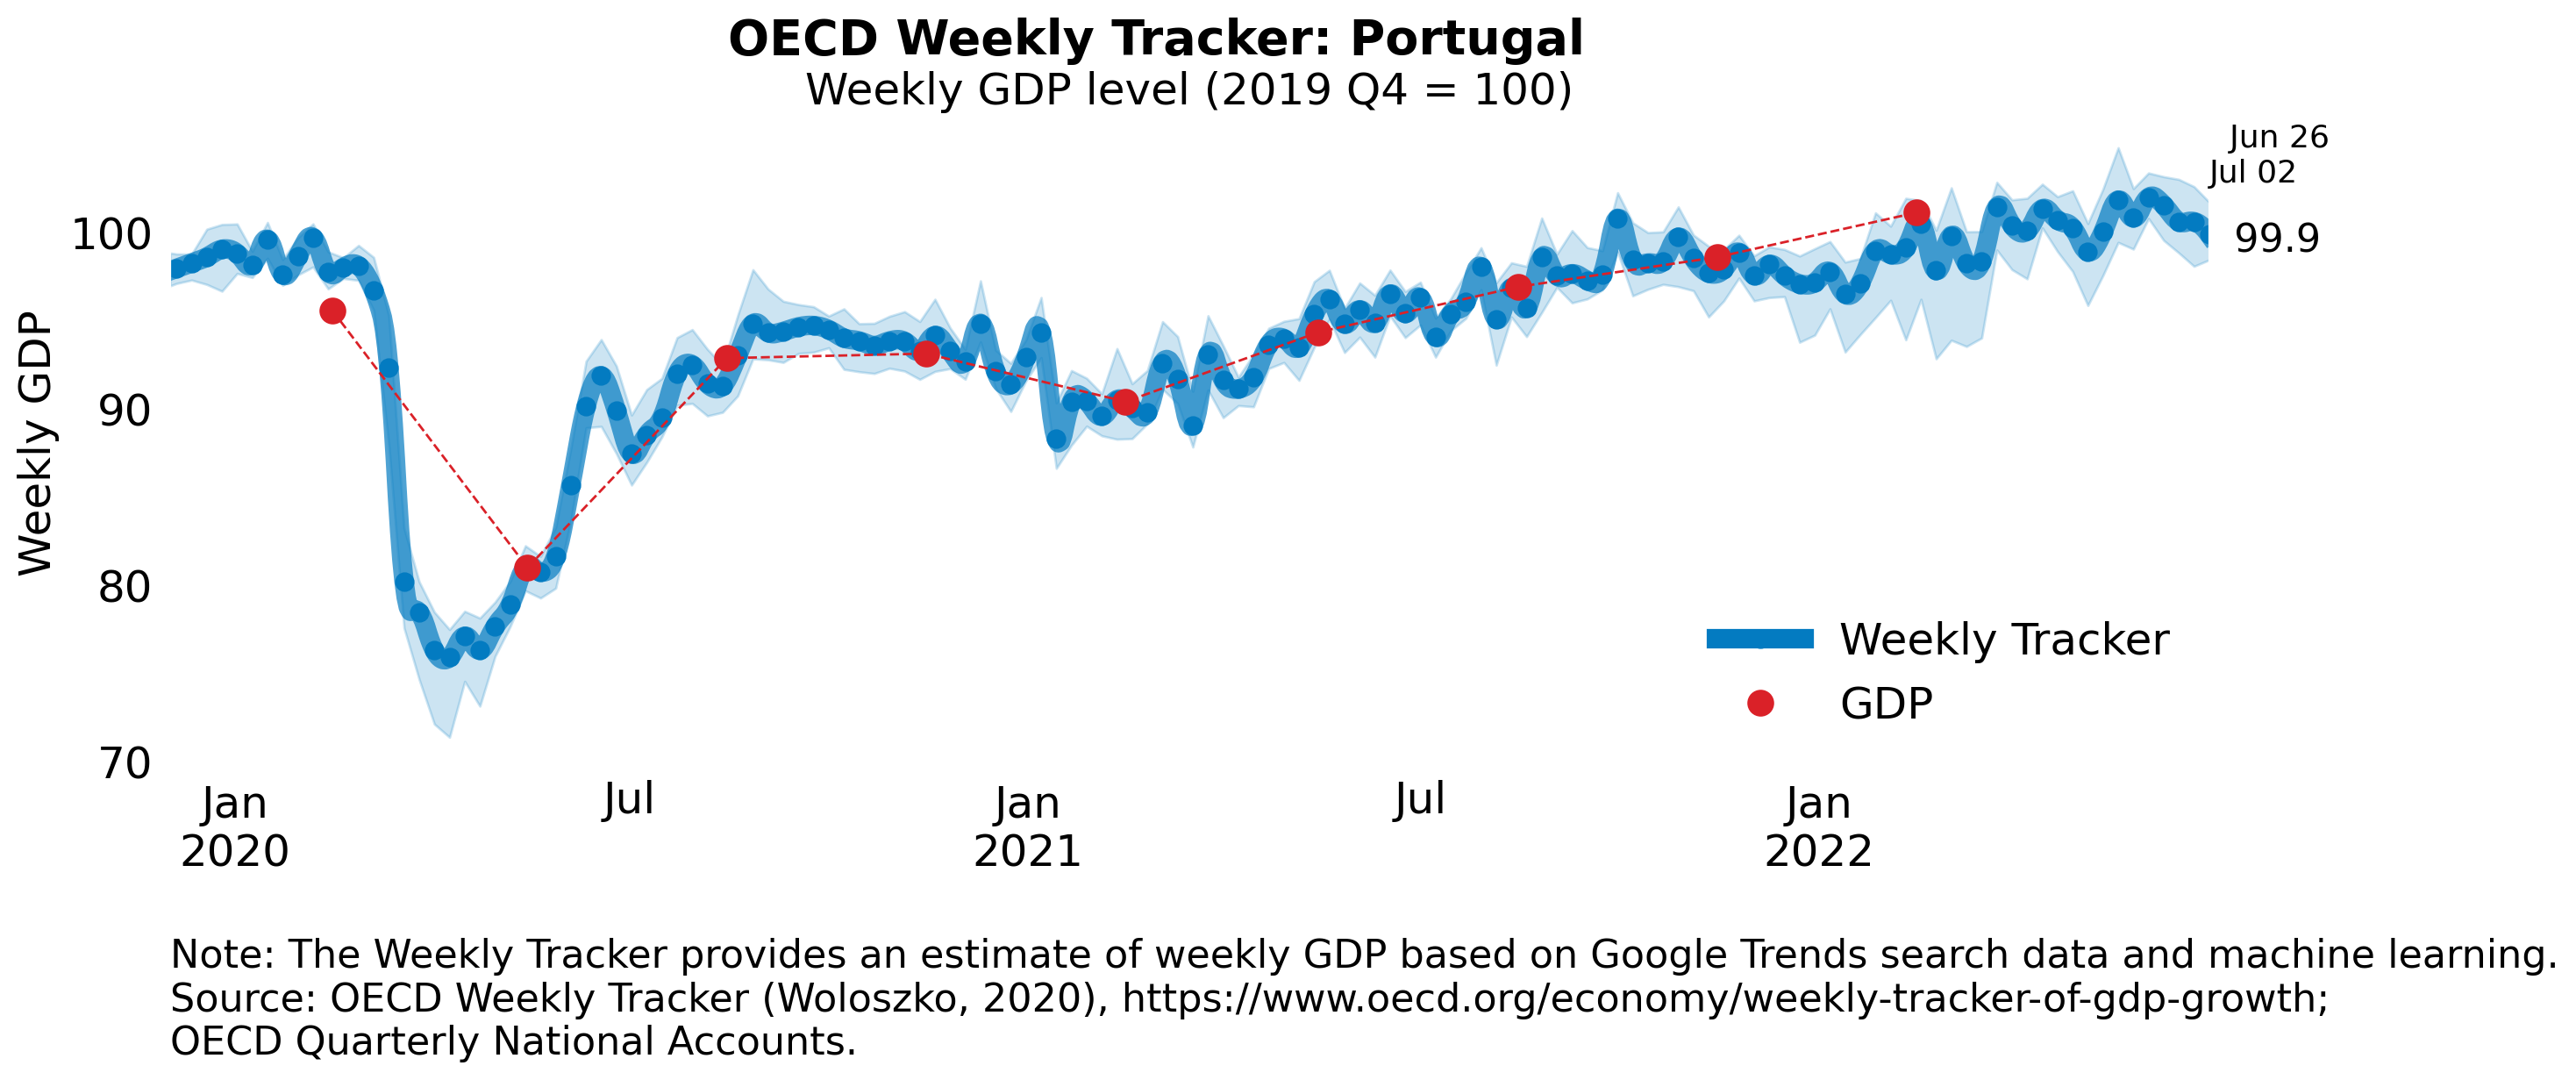 OECD Weekly Tracker: Portugal
Weekly GDP level (2019 Q4 = 100)
Jun 26
Jul 02
99.9
Weekly GDP
100
90
80
70
Weekly Tracker
GDP
Jan
2020
Jul
Jan
2021
Jul
Jan
2022
Note: The Weekly Tracker provides an estimate of weekly GDP based on Google Trends search data and machine learning.
Source: OECD Weekly Tracker (Woloszko, 2020), https://www.oecd.org/economy/weekly-tracker-of-gdp-growth;
OECD Quarterly National Accounts.